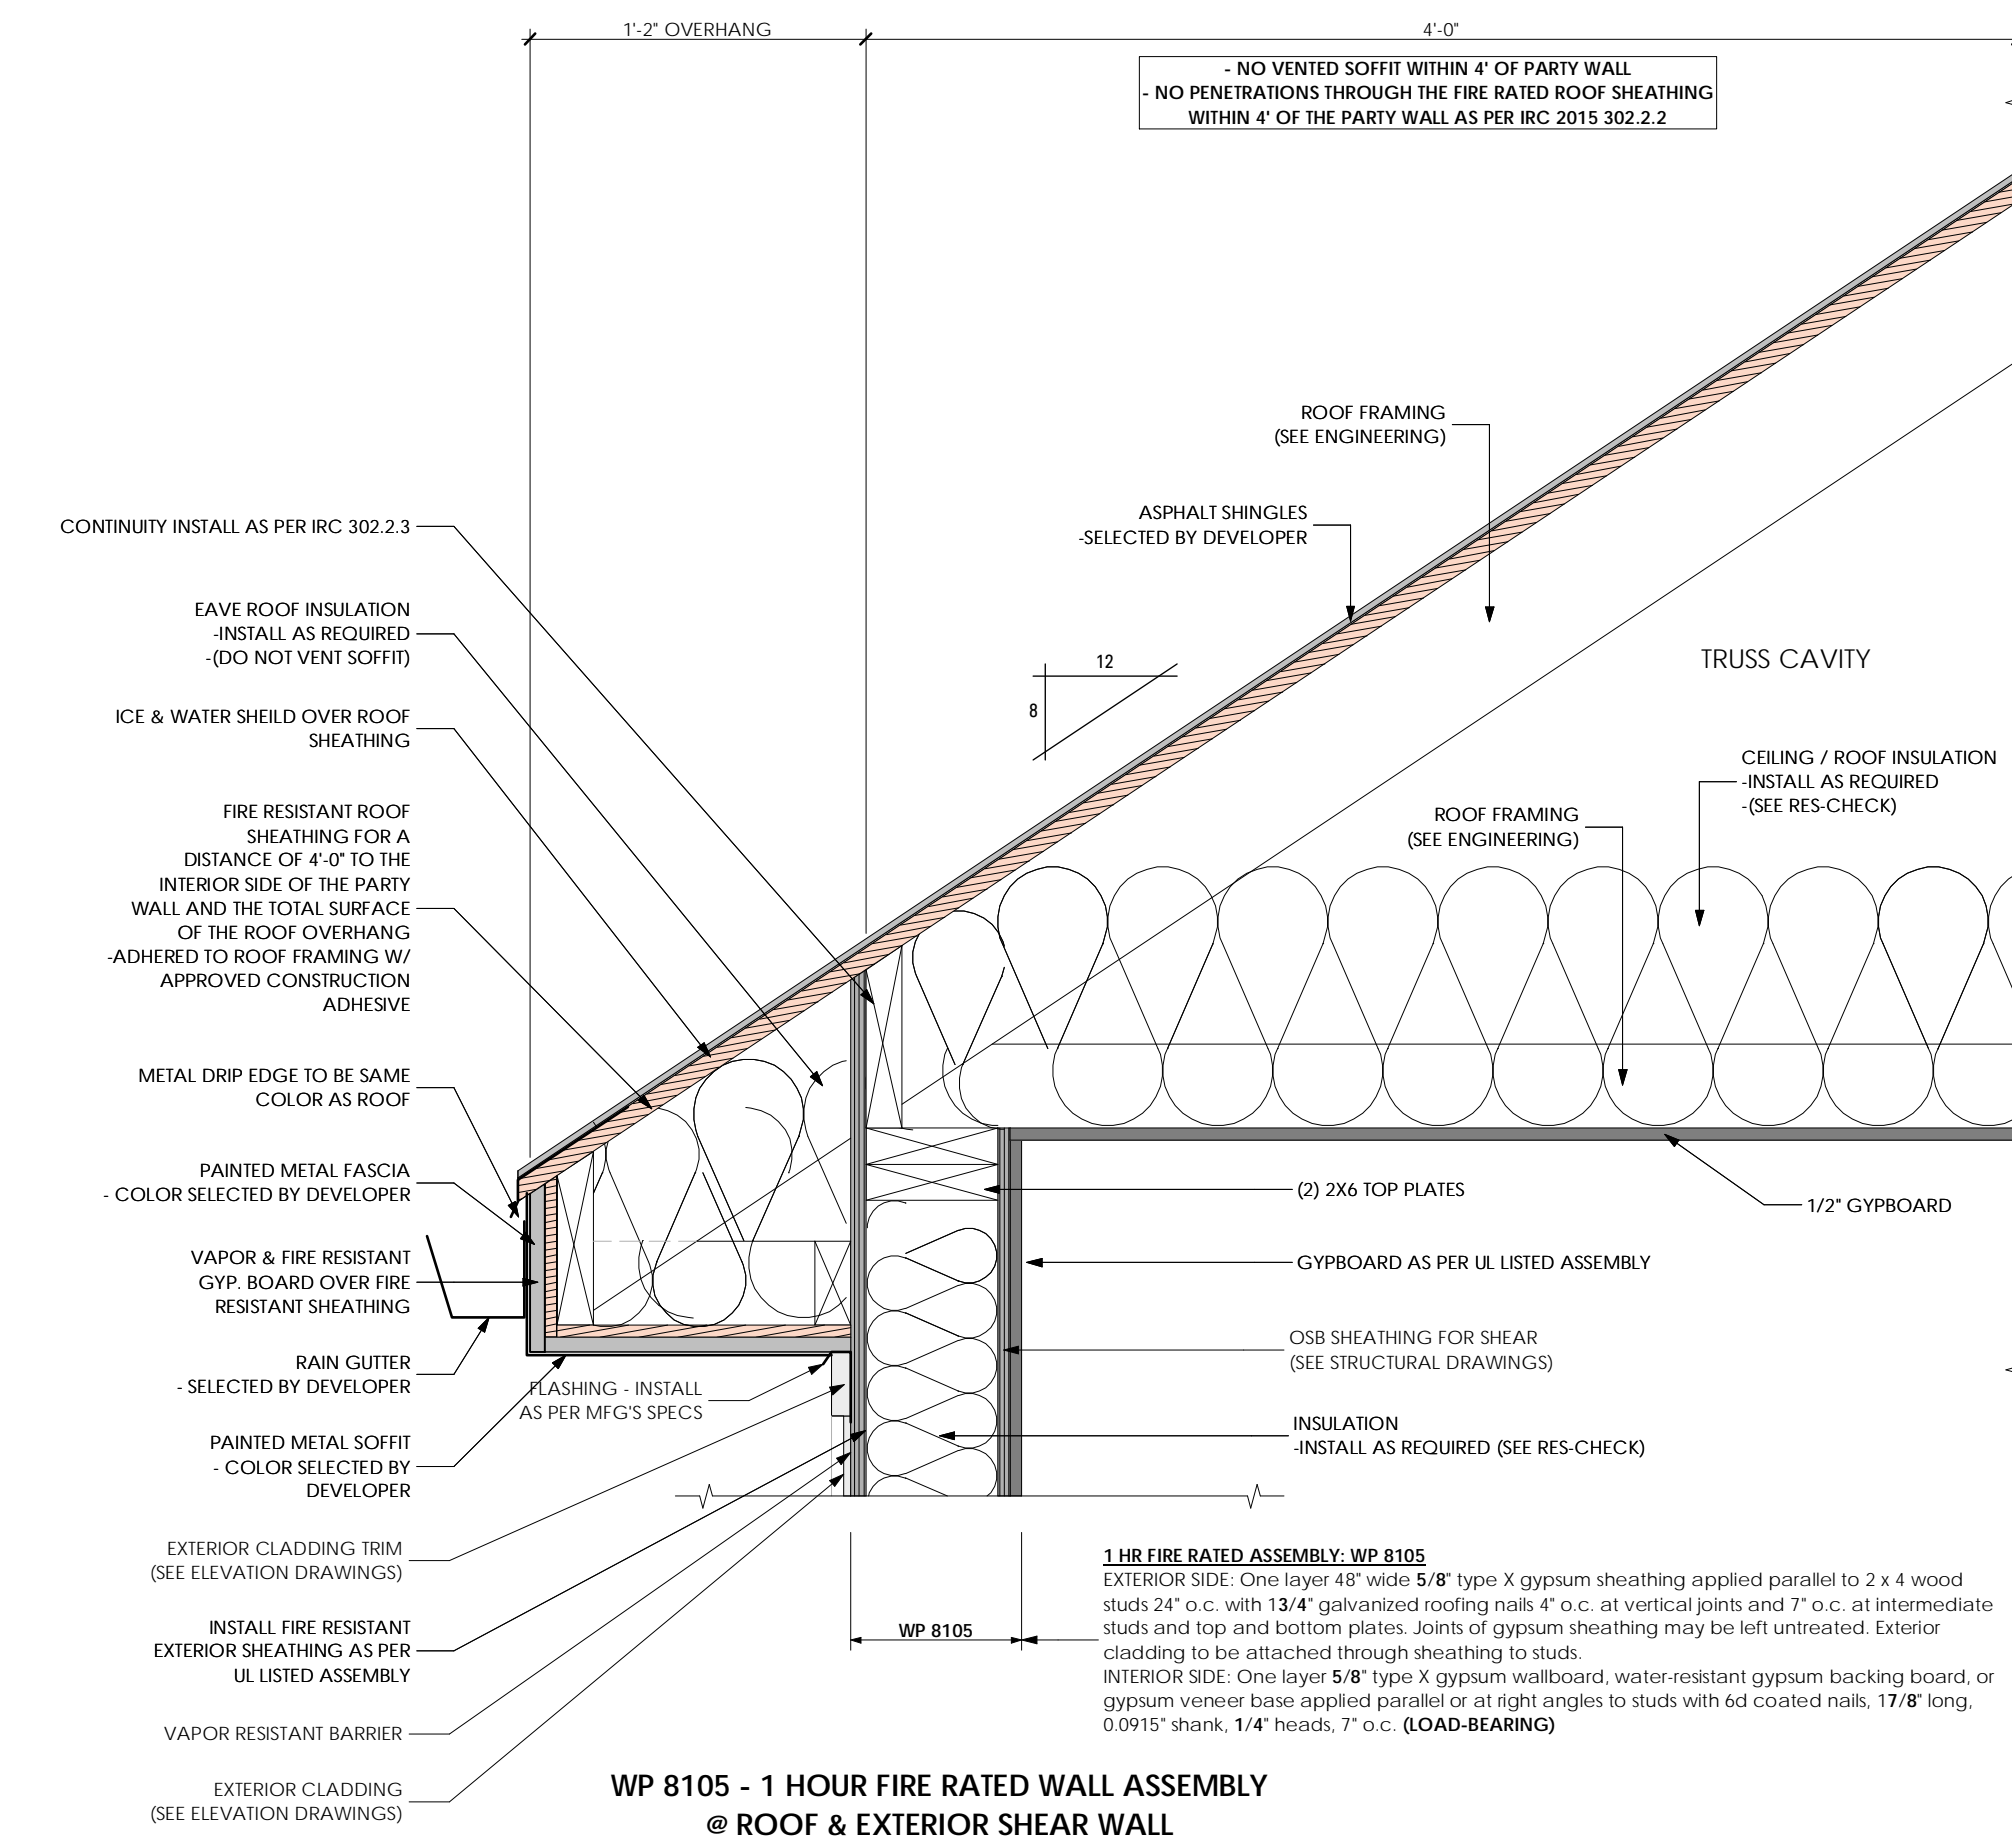 1'-2" OVERHANG
4'-0"
- NO VENTED SOFFIT WITHIN 4' OF PARTY WALL
- NO PENETRATIONS THROUGH THE FIRE RATED ROOF SHEATHING
WITHIN 4' OF THE PARTY WALL AS PER IRC 2015 302.2.2
ROOF FRAMING
(SEE ENGINEERING)
ASPHALT SHINGLES
-SELECTED BY DEVELOPER
CONTINUITY INSTALL AS PER IRC 302.2.3
EAVE ROOF INSULATION
-INSTALL AS REQUIRED
-(DO NOT VENT SOFFIT)
ICE & WATER SHEILD OVER ROOF
SHEATHING
FIRE RESISTANT ROOF
SHEATHING FOR A
DISTANCE OF 4'-0" TO THE
INTERIOR SIDE OF THE PARTY
WALL AND THE TOTAL SURFACE
OF THE ROOF OVERHANG
-ADHERED TO ROOF FRAMING W/
APPROVED CONSTRUCTION
ADHESIVE
METAL DRIP EDGE TO BE SAME
COLOR AS ROOF
PAINTED METAL FASCIA
- COLOR SELECTED BY DEVELOPER
VAPOR & FIRE RESISTANT
GYP. BOARD OVER FIRE
RESISTANT SHEATHING
RAIN GUTTER
- SELECTED BY DEVELOPER
PAINTED METAL SOFFIT
- COLOR SELECTED BY
DEVELOPER
EXTERIOR CLADDING TRIM
(SEE ELEVATION DRAWINGS)
INSTALL FIRE RESISTANT
EXTERIOR SHEATHING AS PER
UL LISTED ASSEMBLY
VAPOR RESISTANT BARRIER
EXTERIOR CLADDING
(SEE ELEVATION DRAWINGS)
FLASHING - INSTALL
AS PER MFG'S SPECS
12
8
TRUSS CAVITY
CEILING / ROOF INSULATION
-INSTALL AS REQUIRED
-(SEE RES-CHECK)
ROOF FRAMING
(SEE ENGINEERING)
(2) 2X6 TOP PLATES
1/2" GYPBOARD
GYPBOARD AS PER UL LISTED ASSEMBLY
OSB SHEATHING FOR SHEAR
(SEE STRUCTURAL DRAWINGS)
INSULATION
-INSTALL AS REQUIRED (SEE RES-CHECK)
WP 8105
1 HR FIRE RATED ASSEMBLY: WP 8105
EXTERIOR SIDE: One layer 48" wide 5/8" type X gypsum sheathing applied parallel to 2 x 4 wood
studs 24" o.c. with 13/4" galvanized roofing nails 4" o.c. at vertical joints and 7" o.c. at intermediate
studs and top and bottom plates. Joints of gypsum sheathing may be left untreated. Exterior
cladding to be attached through sheathing to studs.
INTERIOR SIDE: One layer 5/8" type X gypsum wallboard, water-resistant gypsum backing board, or
gypsum veneer base applied parallel or at right angles to studs with 6d coated nails, 17/8" long,
0.0915" shank, 1/4" heads, 7" o.c. (LOAD-BEARING)
WP 8105 - 1 HOUR FIRE RATED WALL ASSEMBLY
@ ROOF & EXTERIOR SHEAR WALL